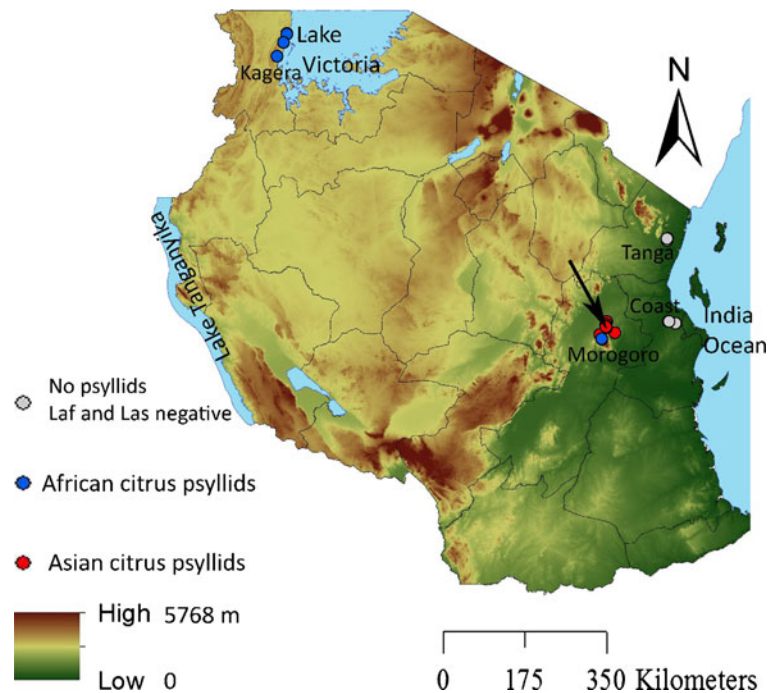 Lake
Victoria
Kagera
N
Lake Tanganyika
Tanga
Coast
India
Ocean
Morogoro
No psyllids
Laf and Las negative
African citrus psyllids
Asian citrus psyllids
High 5768 m
Low 0
0 175 350 Kilometers